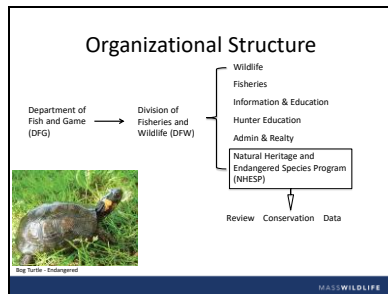 Organizational Structure
Department of
Fish and Game
(DFG)
Division of
Fisheries and
Wildlife (DFW)
Wildlife
Fisheries
Information & Education
Hunter Education
Admin & Realty
Natural Heritage and
Endangered Species Program
(NHESP)
Review Conservation Data
Bog Turtle - Endangered
MASSWILDLIFE